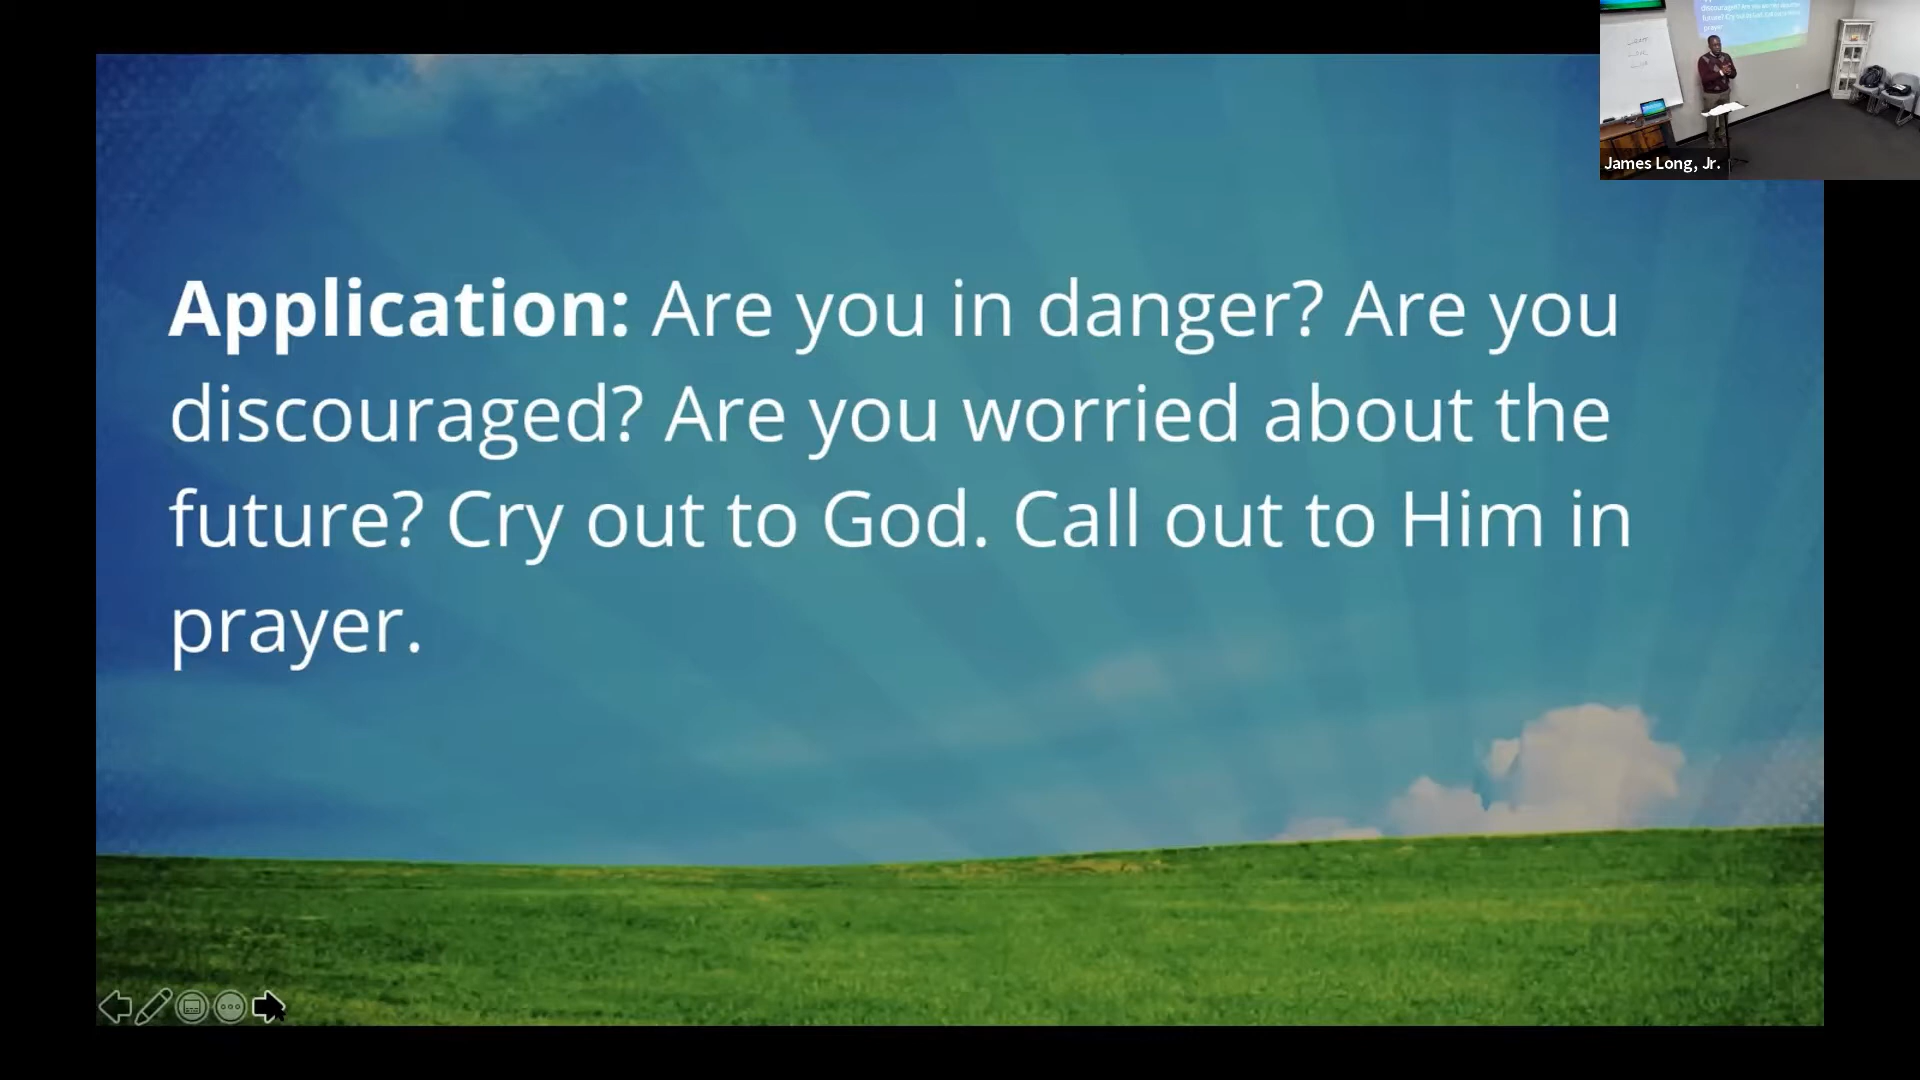 Application: Are you in danger? Are you
discouraged? Are you worried about the
future? Cry out to God. Call out to Him in
prayer.
James Long, Jr.